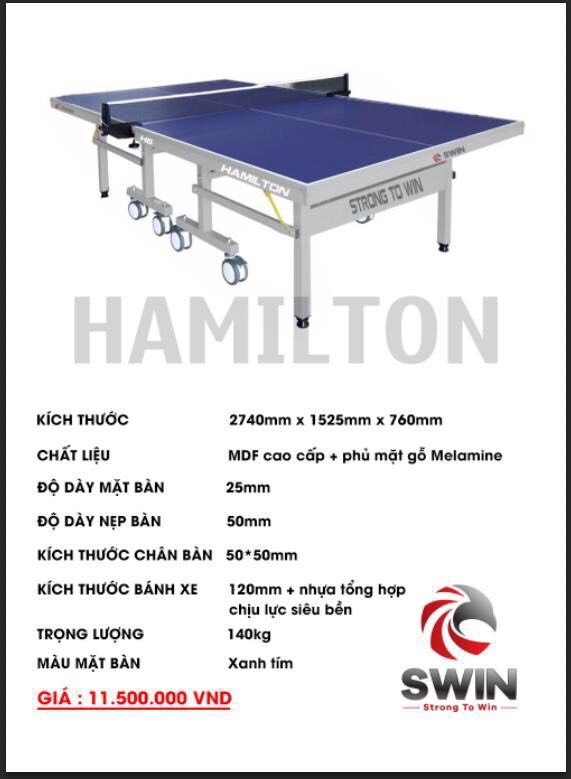 H6
HAMILTON
SWIN
STRONG TO WIN
HAMILTON
KÍCH THƯỚC 2740mm x 1525mm x 760mm
CHẤT LIỆU MDF cao cấp + phủ mặt gỗ Melamine
ĐỘ DÀY MẶT BÀN 25mm
ĐỘ DÀY NẸP BÀN 50mm
KÍCH THƯỚC CHÂN BÀN 50*50mm
KÍCH THƯỚC BÁNH XE 120mm + nhựa tổng hợp
chịu lực siêu bền
TRỌNG LƯỢNG 140kg
MÀU MẶT BÀN Xanh tím
GIÁ : 11.500.000 VND
SWIN
Strong To Win